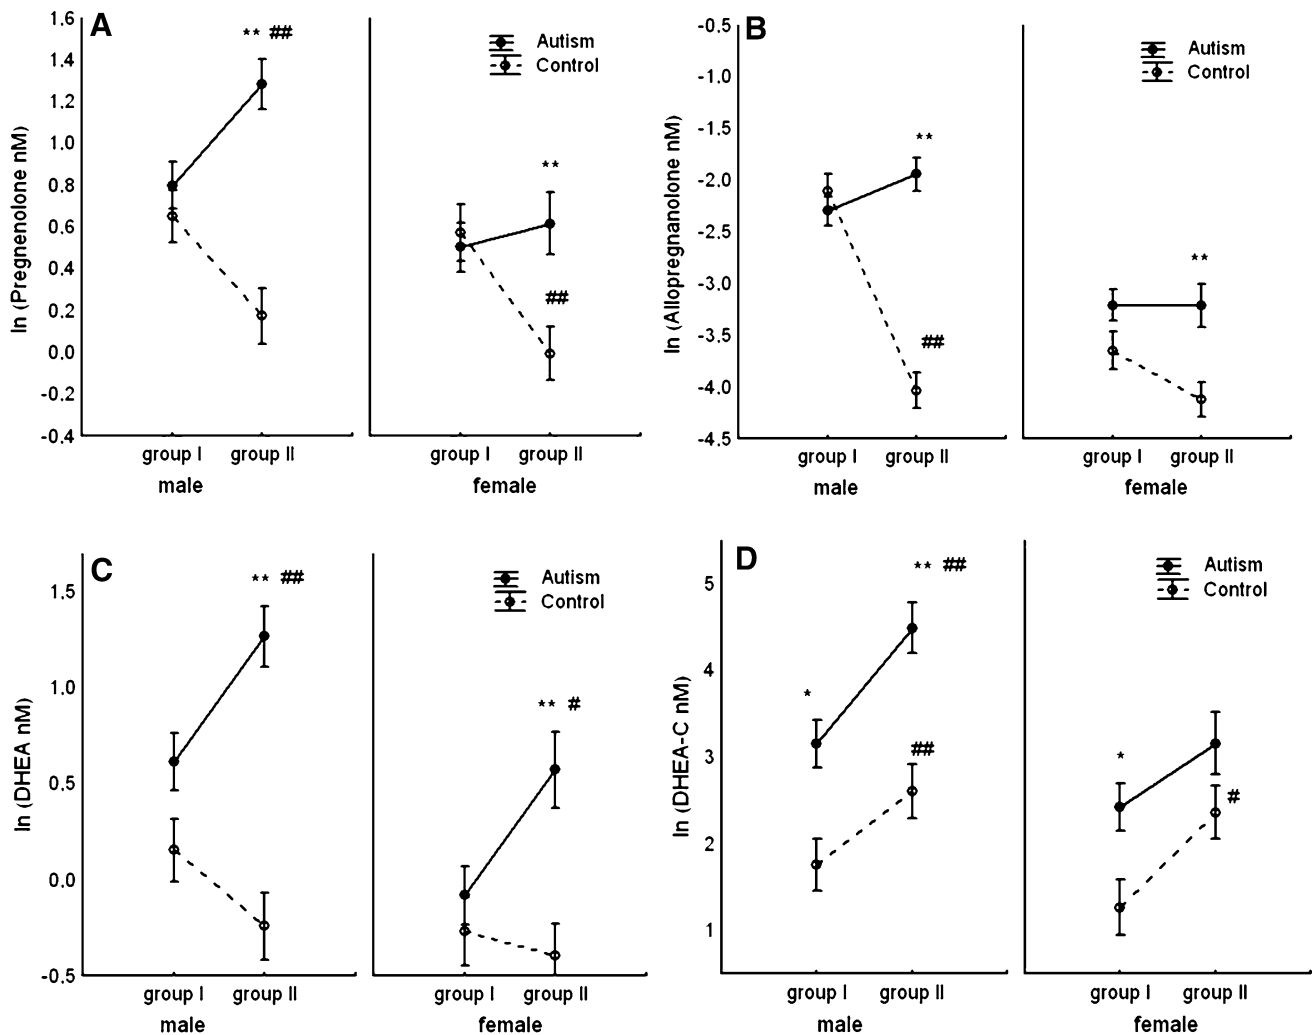 A
ln (Pregnenolone nM)
1.6
1.4
1.2
1.0
0.8
0.6
0.4
0.2
0.0
-0.2
-0.4
** ##
Autism
Control
**
##
group I group II group I group II
male female
B
ln (Allopregnanolone nM)
-0.5
-1.0
-1.5
-2.0
-2.5
-3.0
-3.5
-4.0
-4.5
Autism
Control
**
##
**
group I group II group I group II
male female
C
ln (DHEA nM)
1.5
1.0
0.5
0.0
-0.5
** ##
Autism
Control
** #
group I group II group I group II
male female
D
ln (DHEA-C nM)
5
4
3
2
1
** ##
Autism
Control
*
##
*
#
group I group II group I group II
male female